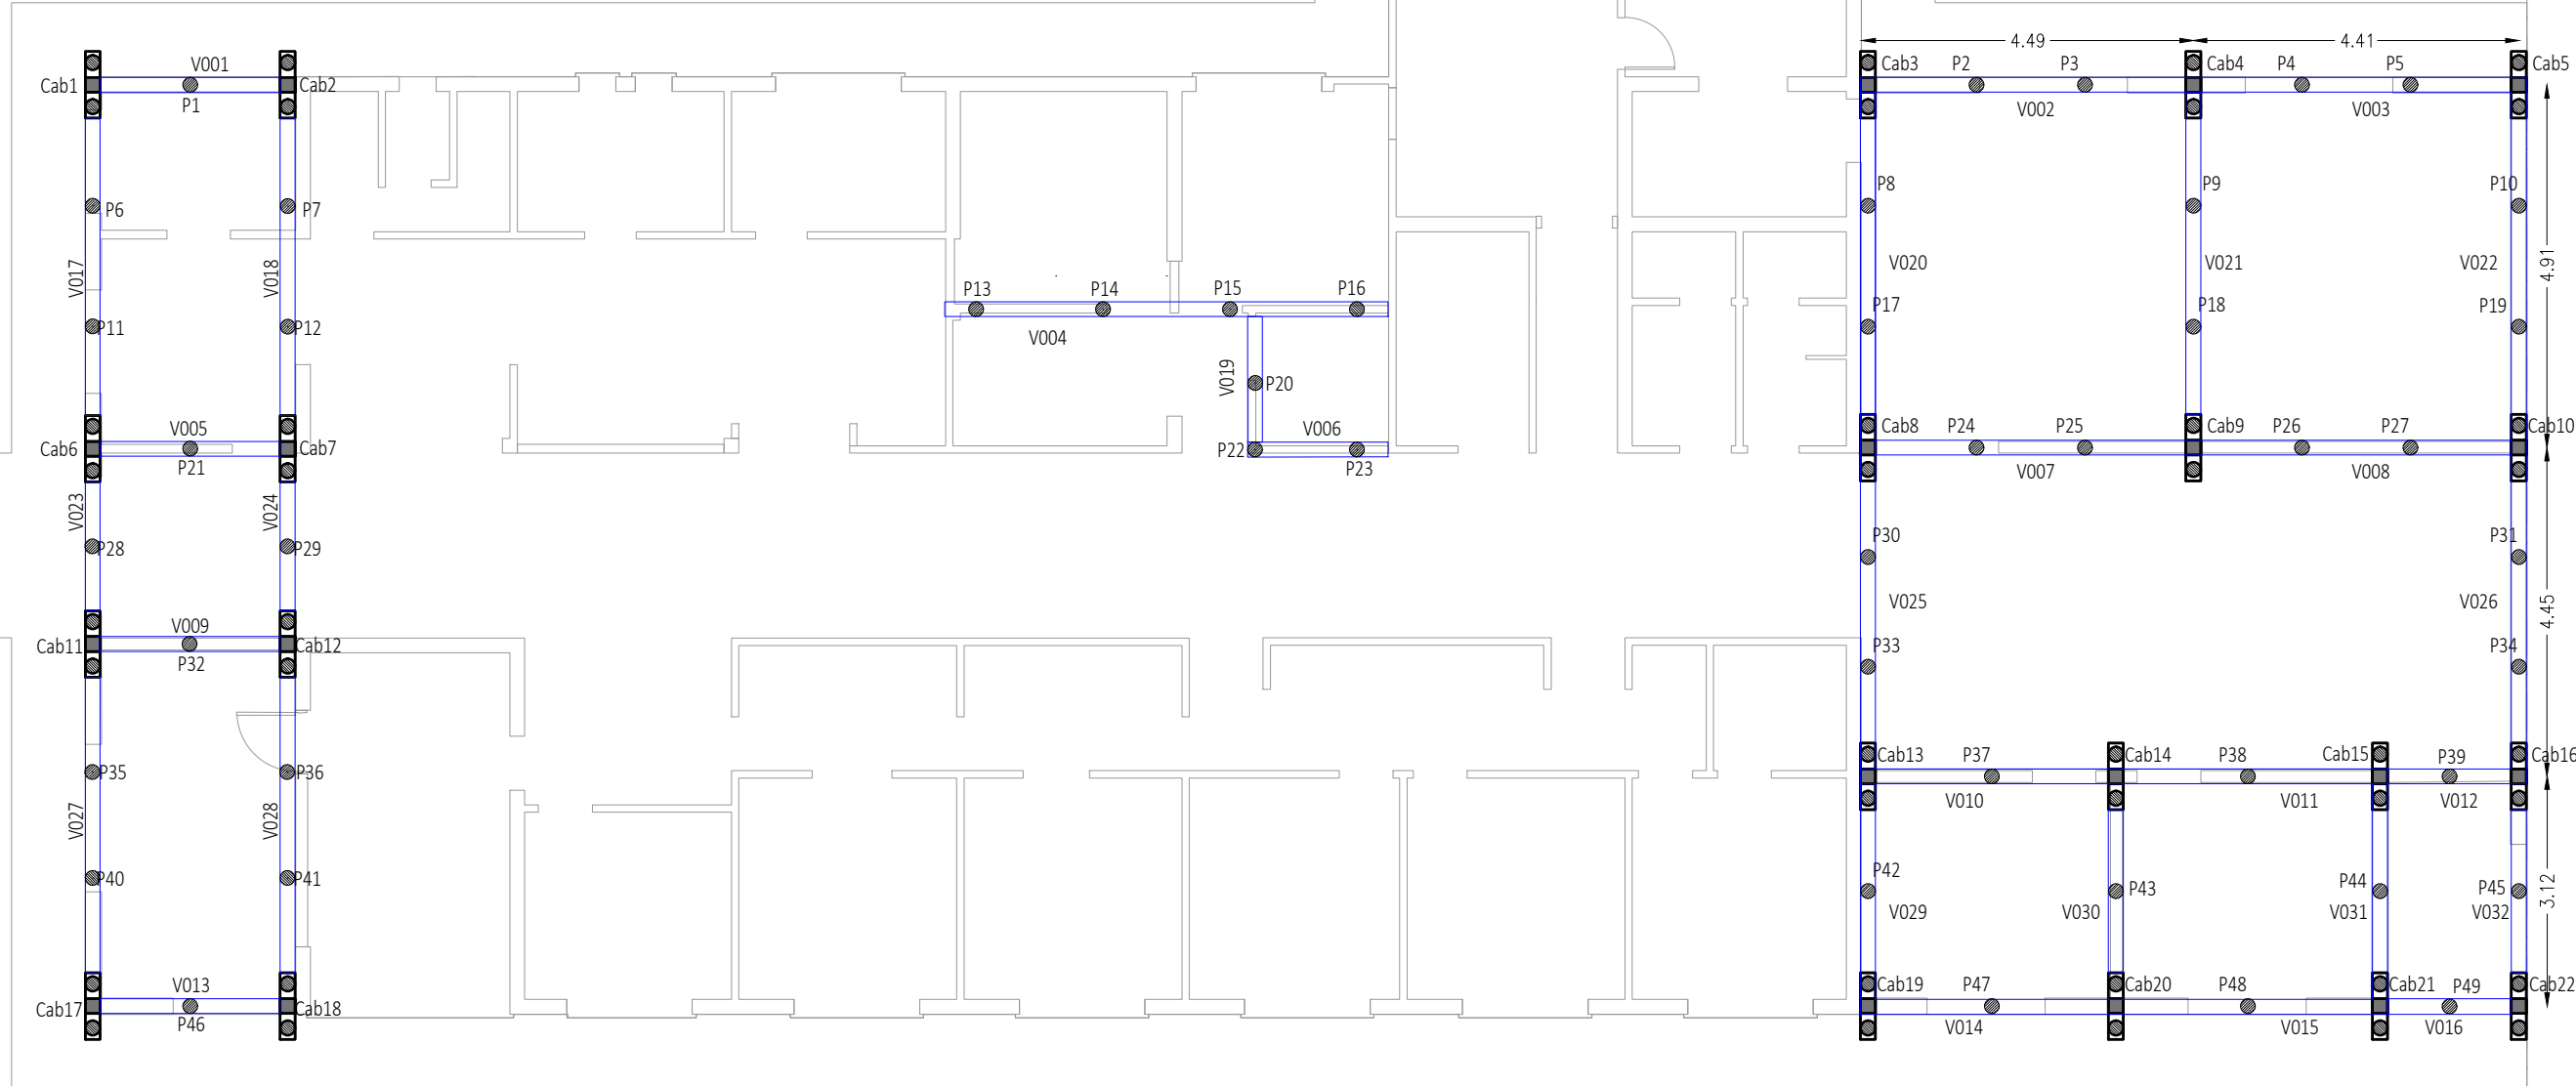 4.49 4.41
V001 Cab3 P2 P3 Cab4 P4 P5 Cab5
Cab1 Cab2
P1 V002 V003
P8 P9 P10
P6 P7
V017 V018 V020 V021 V022 4.91
P13 P14 P15 P16
P11 P12 P17 P18 P19
V004
V019 P20
V005 V006 Cab8 P24 P25 Cab9 P26 P27 Cab10
Cab6 Cab7 P22
P21 P23 V007 V008
V023 V024
P28 P29 P30 P31
V025 V026 4.45
V009
Cab11 Cab12 P33 P34
P32
Cab13 P37 Cab14 P38 Cab15 P39 Cab16
P35 P36
V010 V011 V012
V027 V028
P40 P41 P42 P43 P44 P45
V029 V030 V031 V032 3.12
V013 Cab19 P47 Cab20 P48 Cab21 P49 Cab22
Cab17 Cab18
P46 V014 V015 V016